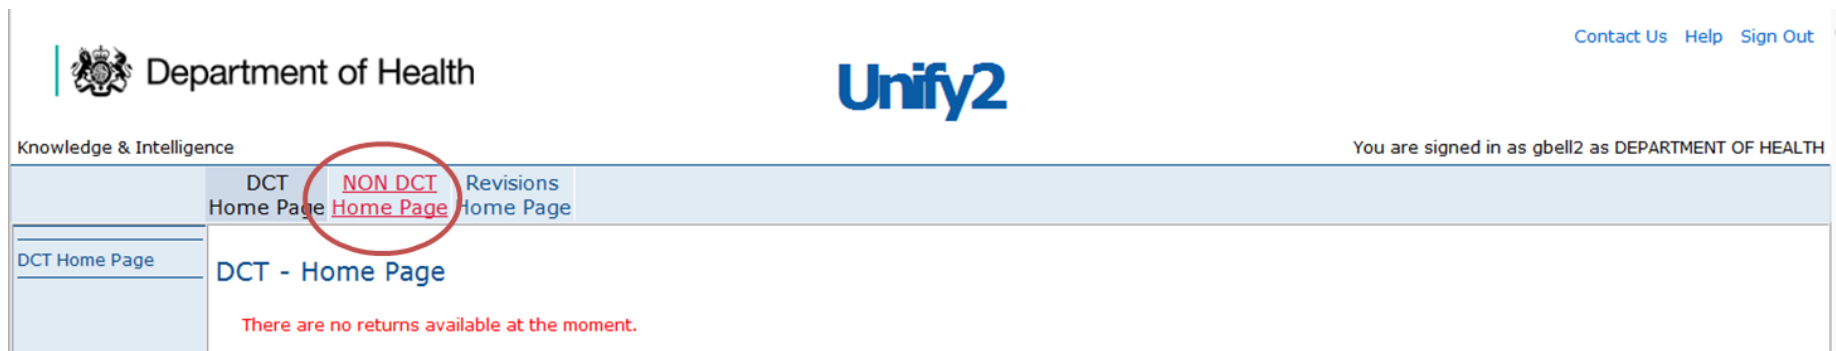 Contact Us Help Sign Out
Department of Health
Unify2
Knowledge & Intelligence
You are signed in as gbell2 as DEPARTMENT OF HEALTH
DCT Home Page
NON DCT Home Page
Revisions Home Page
DCT Home Page
DCT - Home Page
There are no returns available at the moment.